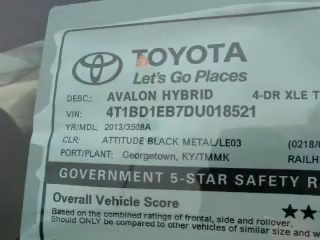 TOYOTA
Let's Go Places
DESC: AVALON HYBRID 4-DR XLE T
VIN: 4T1BD1EB7DU018521
YR/MDL: 2013/3508A
CLR: ATTITUDE BLACK METAL/LE03 (0218/
PORT/PLANT: Georgetown, KY/TMMK RAILH
GOVERNMENT 5-STAR SAFETY R
Overall Vehicle Score ★★
Based on the combined ratings of frontal, side and rollover.
Should ONLY be compared to other vehicles of similar size and w